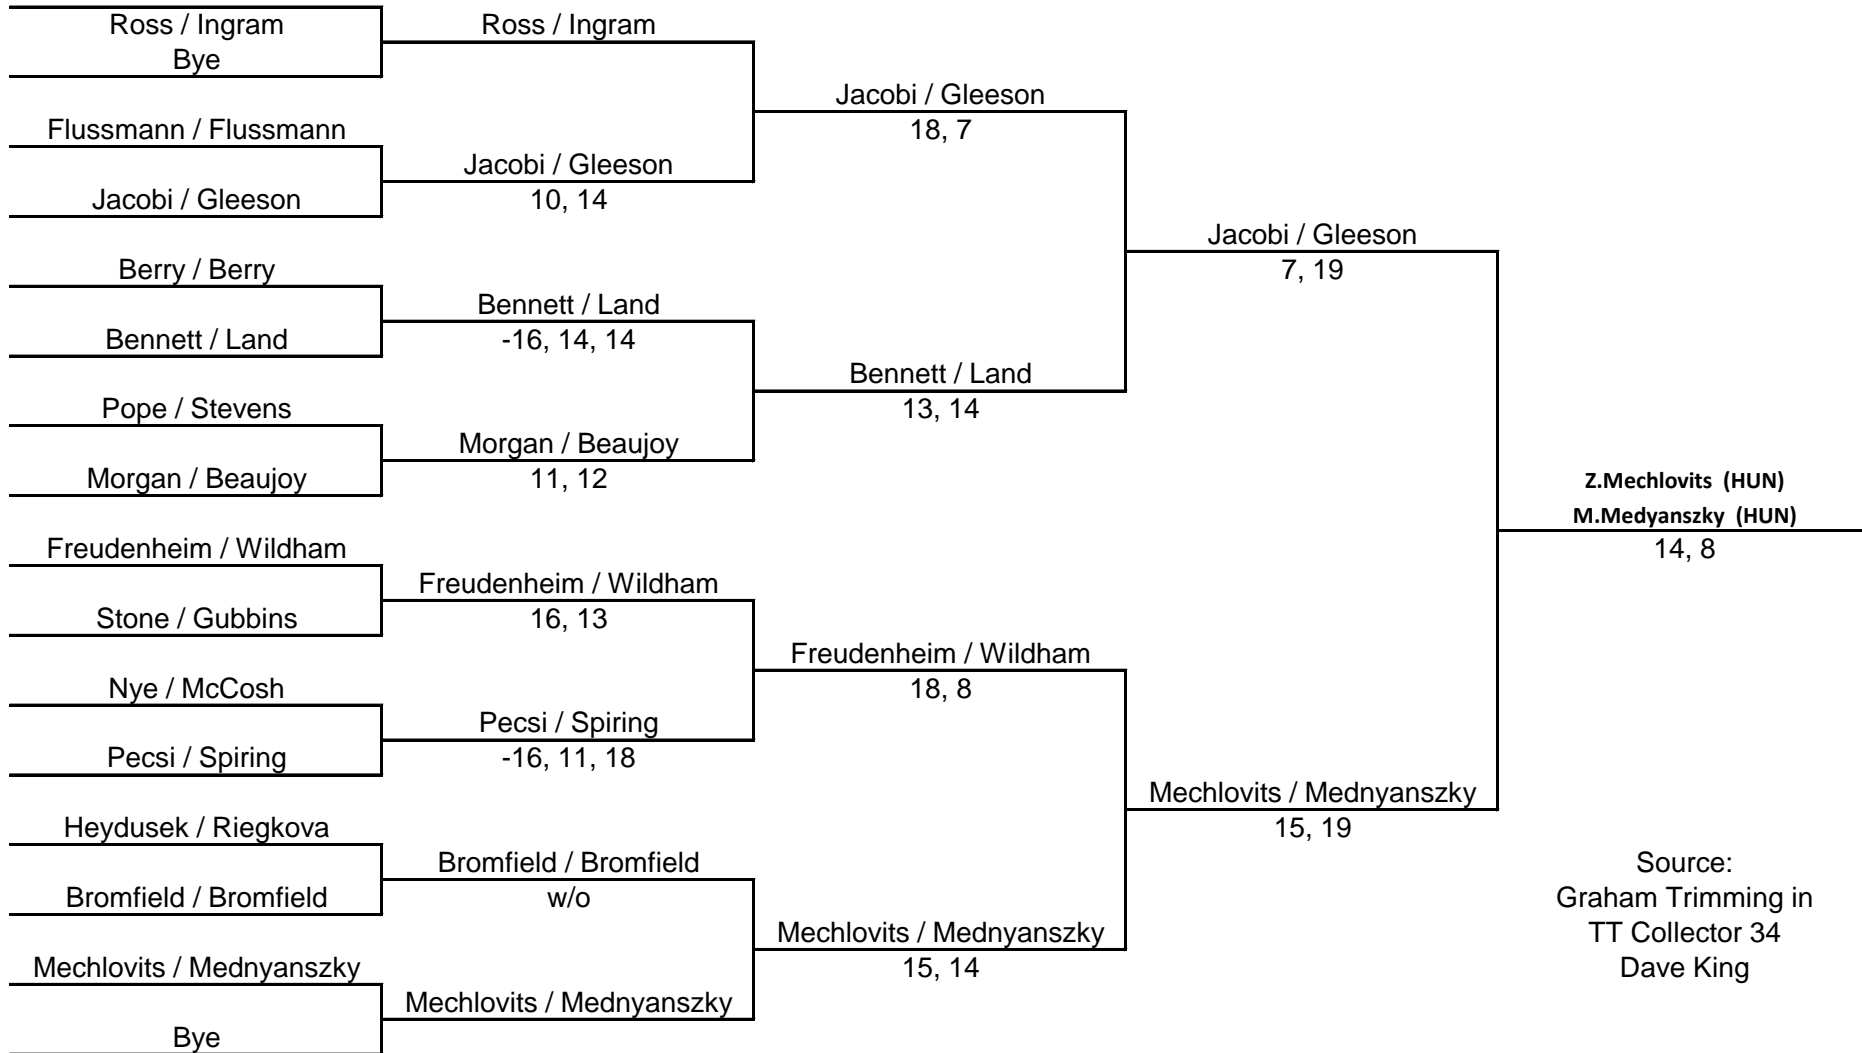 Ross / Ingram
Bye
Flussmann / Flussmann
Jacobi / Gleeson
Berry / Berry
Bennett / Land
Pope / Stevens
Morgan / Beaujoy
Freudenheim / Wildham
Stone / Gubbins
Nye / McCosh
Pecsi / Spiring
Heydusek / Riegkova
Bromfield / Bromfield
Mechlovits / Mednyanszky
Bye
Ross / Ingram
Jacobi / Gleeson
10, 14
Bennett / Land
-16, 14, 14
Morgan / Beaujoy
11, 12
Freudenheim / Wildham
16, 13
Pecsi / Spiring
-16, 11, 18
Bromfield / Bromfield
w/o
Mechlovits / Mednyanszky
Jacobi / Gleeson
18, 7
Bennett / Land
13, 14
Freudenheim / Wildham
18, 8
Mechlovits / Mednyanszky
15, 14
Jacobi / Gleeson
7, 19
Mechlovits / Mednyanszky
15, 19
Z.Mechlovits (HUN)
M.Medyanszky (HUN)
14, 8
Source:
Graham Trimming in
TT Collector 34
Dave King